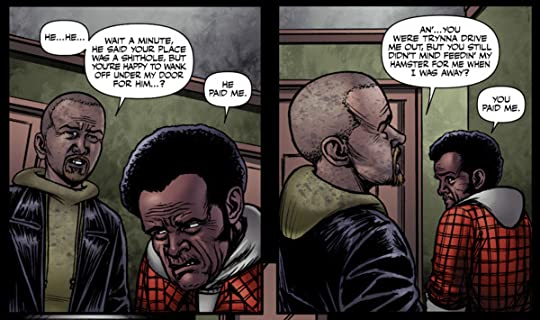 HE...HE...
WAIT A MINUTE,
HE SAID YOUR PLACE
WAS A SHITHOLE, BUT
YOU'RE HAPPY TO WANK
OFF UNDER MY DOOR
FOR HIM...?
HE
PAID ME.
AN'...YOU
WERE TRYNNA DRIVE
ME OUT, BUT YOU STILL
DIDN'T MIND FEEDIN' MY
HAMSTER FOR ME WHEN
I WAS AWAY?
YOU
PAID ME.